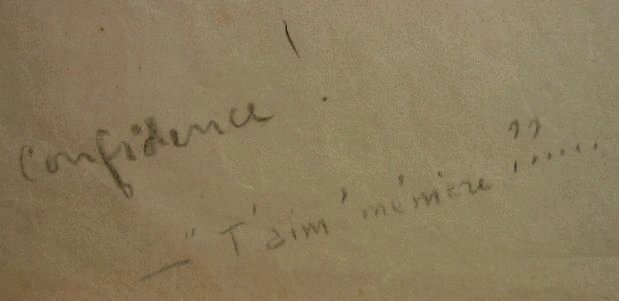 confidence !
— " T'aim' mémère !! " .....